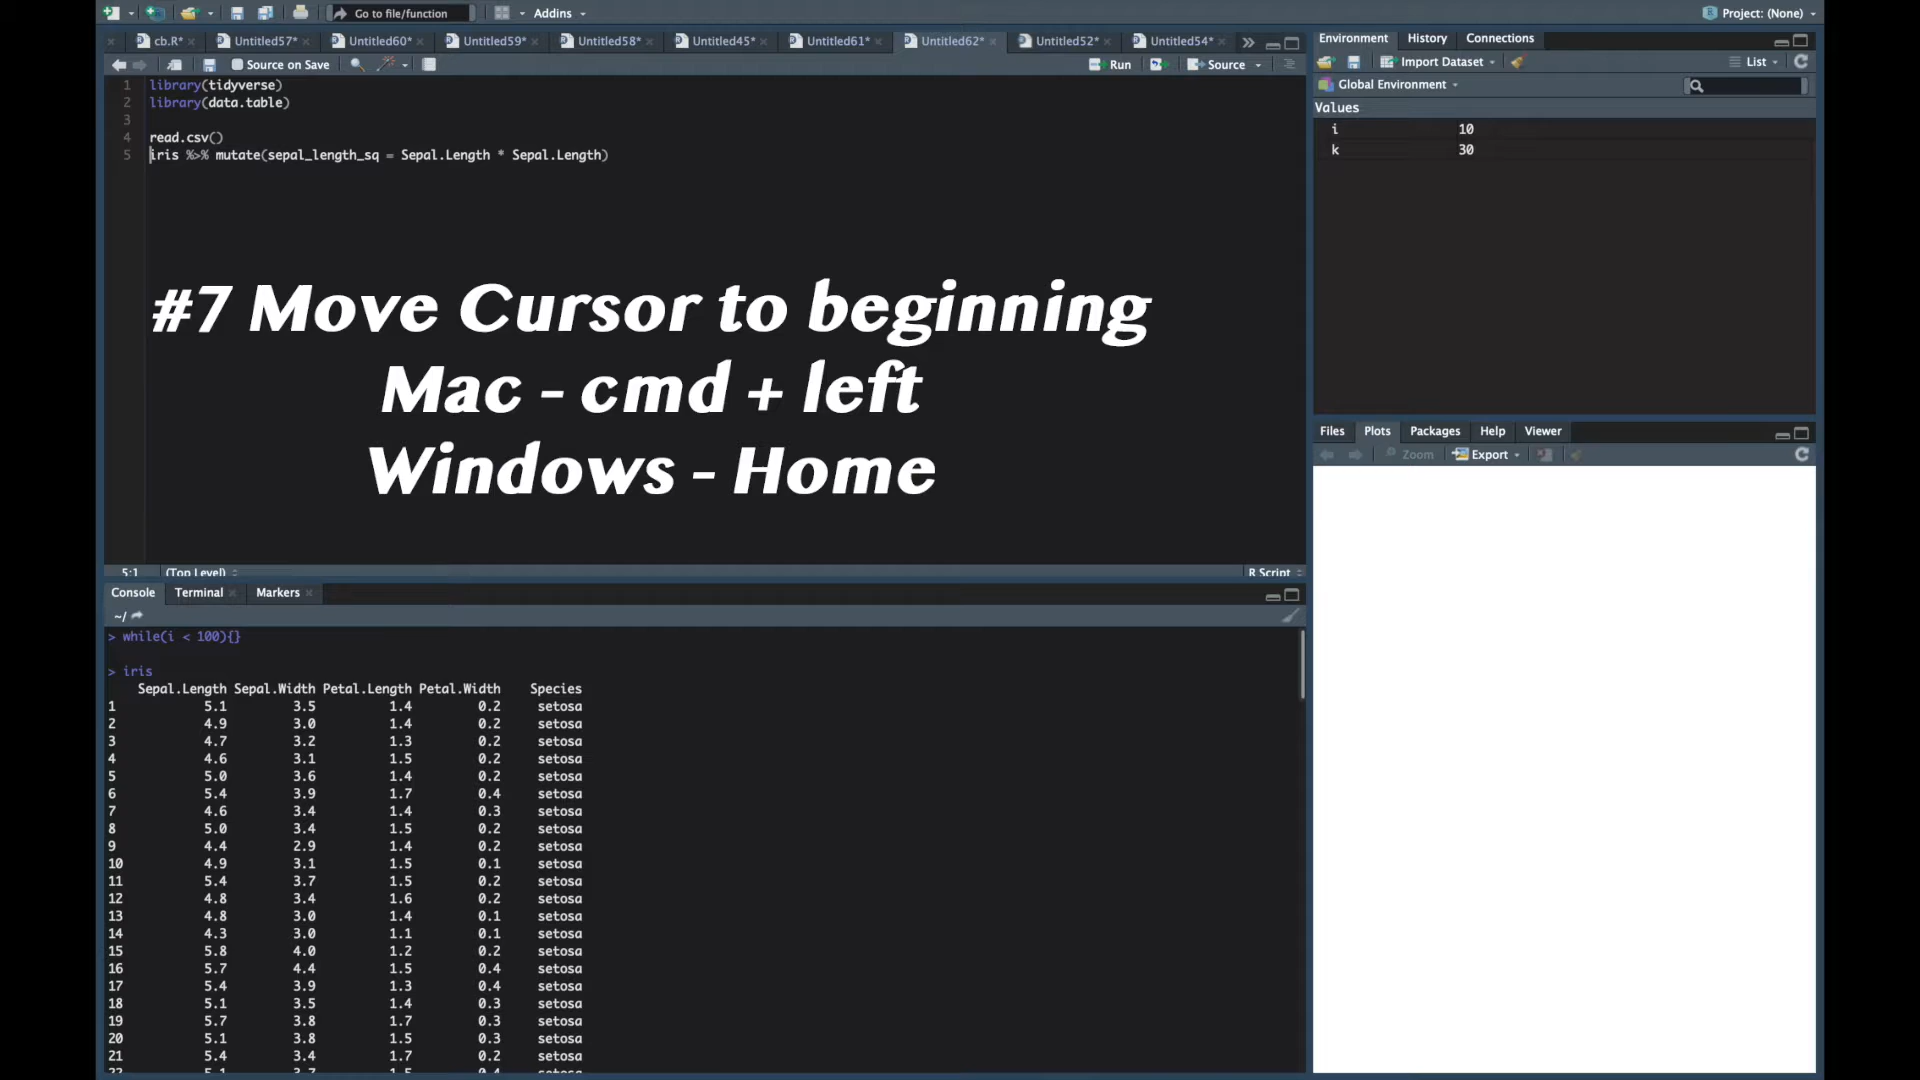 Go to file/function Addins Project: (None)
cb.R* Untitled57* Untitled60* Untitled59* Untitled58* Untitled45* Untitled61* Untitled62* Untitled52* Untitled54*
Source on Save Run Source
1 library(tidyverse)
2 library(data.table)
3
4 read.csv()
5 iris %>% mutate(sepal_length_sq = Sepal.Length * Sepal.Length)
#7 Move Cursor to beginning
Mac - cmd + left
Windows - Home
5:1 (Top Level) R Script
Console Terminal Markers
~/
> while(i < 100){}
> iris
Sepal.Length Sepal.Width Petal.Length Petal.Width Species
1 5.1 3.5 1.4 0.2 setosa
2 4.9 3.0 1.4 0.2 setosa
3 4.7 3.2 1.3 0.2 setosa
4 4.6 3.1 1.5 0.2 setosa
5 5.0 3.6 1.4 0.2 setosa
6 5.4 3.9 1.7 0.4 setosa
7 4.6 3.4 1.4 0.3 setosa
8 5.0 3.4 1.5 0.2 setosa
9 4.4 2.9 1.4 0.2 setosa
10 4.9 3.1 1.5 0.1 setosa
11 5.4 3.7 1.5 0.2 setosa
12 4.8 3.4 1.6 0.2 setosa
13 4.8 3.0 1.4 0.1 setosa
14 4.3 3.0 1.1 0.1 setosa
15 5.8 4.0 1.2 0.2 setosa
16 5.7 4.4 1.5 0.4 setosa
17 5.4 3.9 1.3 0.4 setosa
18 5.1 3.5 1.4 0.3 setosa
19 5.7 3.8 1.7 0.3 setosa
20 5.1 3.8 1.5 0.3 setosa
21 5.4 3.4 1.7 0.2 setosa
22 5.1 3.7 1.5 0.4 setosa
Environment History Connections
Import Dataset List
Global Environment
Values
i 10
k 30
Files Plots Packages Help Viewer
Zoom Export